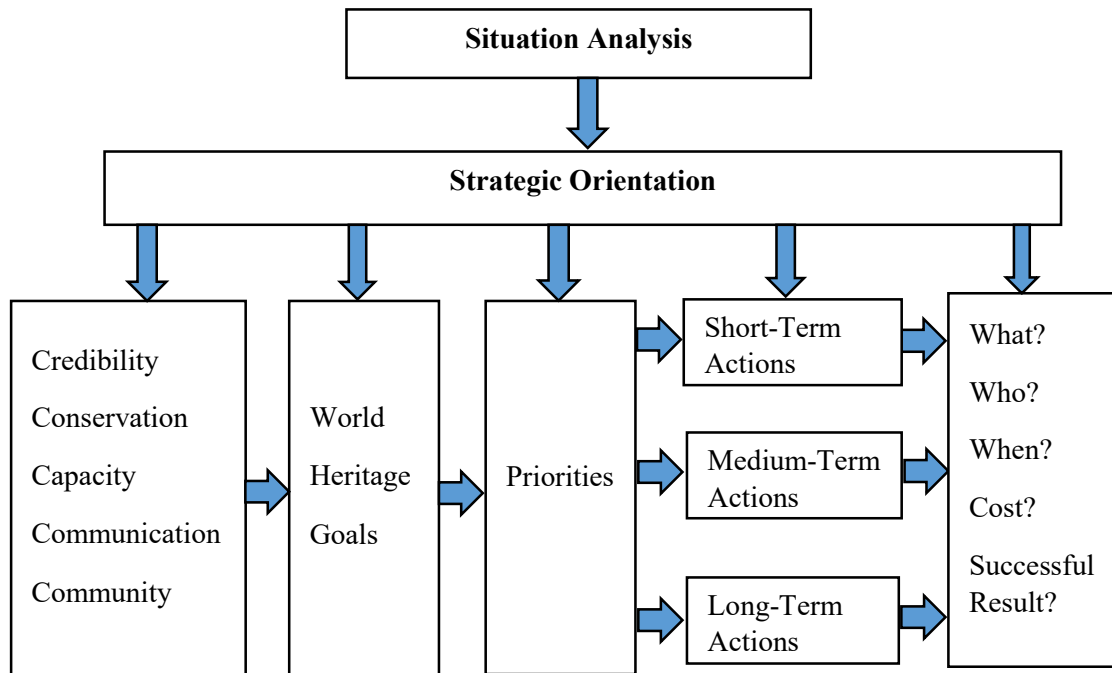 Situation Analysis
Strategic Orientation
Credibility
Conservation
Capacity
Communication
Community
World
Heritage
Goals
Priorities
Short-Term
Actions
Medium-Term
Actions
Long-Term
Actions
What?
Who?
When?
Cost?
Successful
Result?